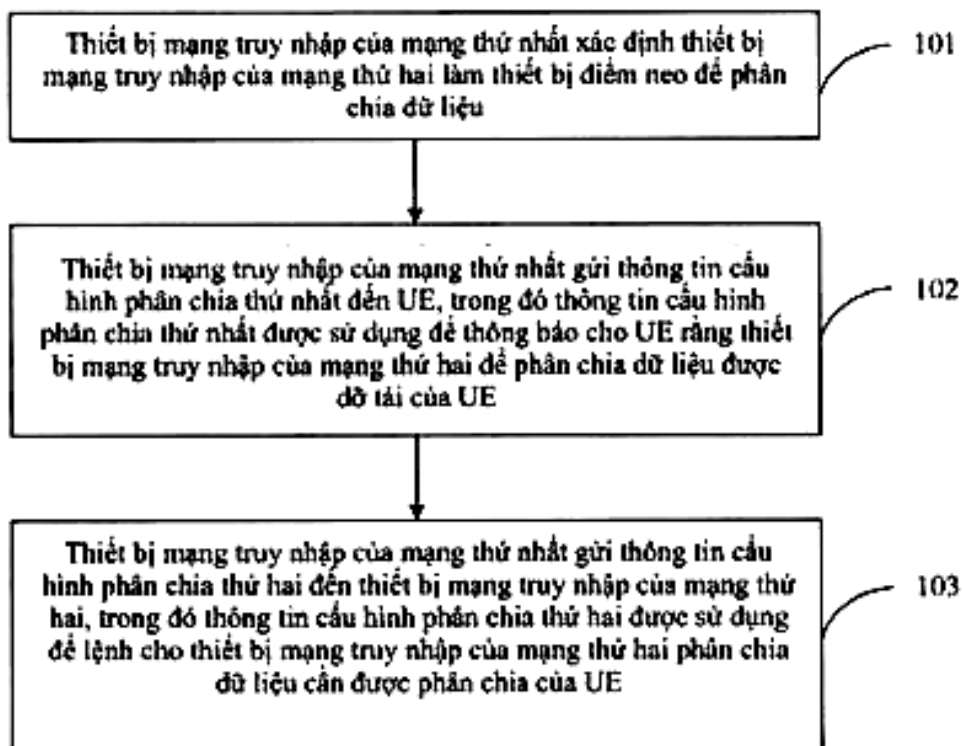 Thiết bị mạng truy nhập của mạng thứ nhất xác định thiết bị
mạng truy nhập của mạng thứ hai làm thiết bị điểm neo để phân
chia dữ liệu
101
Thiết bị mạng truy nhập của mạng thứ nhất gửi thông tin cấu
hình phân chia thứ nhất đến UE, trong đó thông tin cấu hình
phân chia thứ nhất được sử dụng để thông báo cho UE rằng thiết
bị mạng truy nhập của mạng thứ hai để phân chia dữ liệu được
dỡ tải của UE
102
Thiết bị mạng truy nhập của mạng thứ nhất gửi thông tin cấu
hình phân chia thứ hai đến thiết bị mạng truy nhập của mạng thứ
hai, trong đó thông tin cấu hình phân chia thứ hai được sử dụng
để lệnh cho thiết bị mạng truy nhập của mạng thứ hai phân chia
dữ liệu cần được phân chia của UE
103